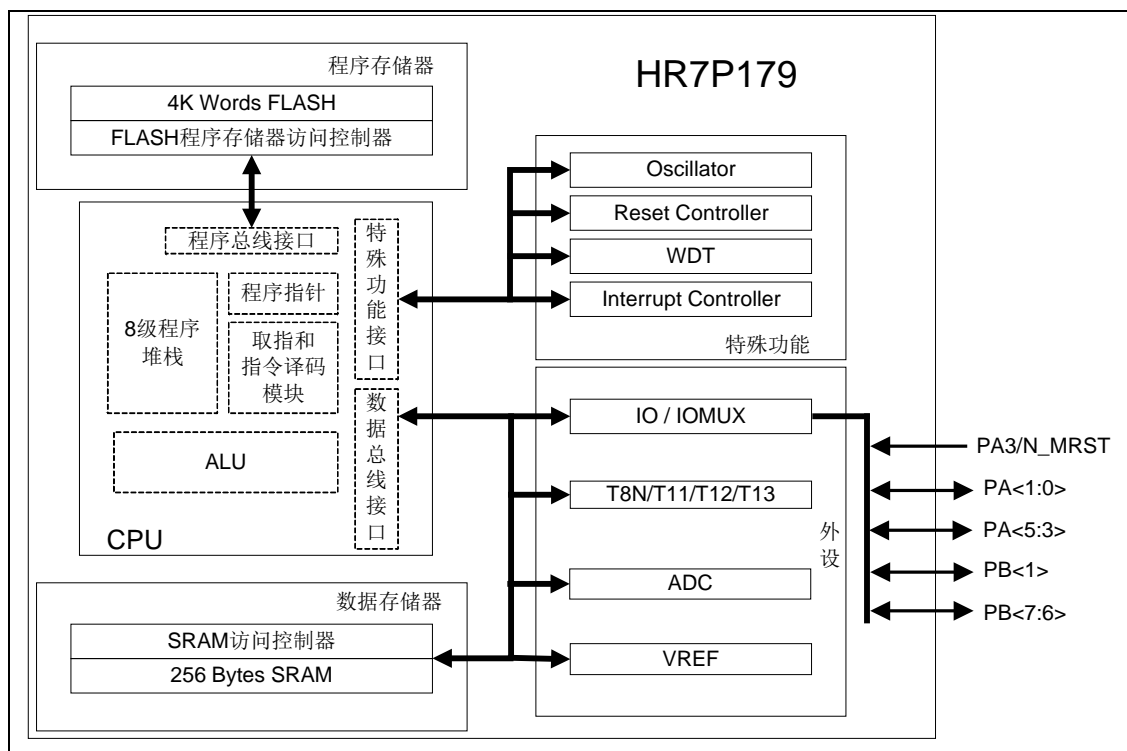 HR7P179
程序存储器
4K Words FLASH
FLASH程序存储器访问控制器
程序总线接口
特
殊
功
能
接
口
8级程序
堆栈
程序指针
取指和
指令译码
模块
ALU
数
据
总
线
接
口
CPU
数据存储器
SRAM访问控制器
256 Bytes SRAM
Oscillator
Reset Controller
WDT
Interrupt Controller
特殊功能
IO / IOMUX
T8N/T11/T12/T13
外
设
ADC
VREF
PA3/N_MRST
PA<1:0>
PA<5:3>
PB<1>
PB<7:6>